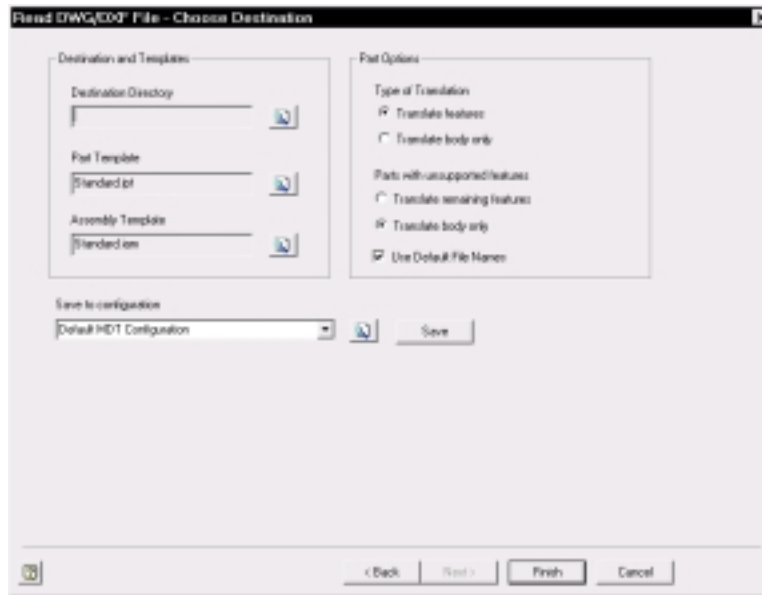 Read DWG/DXF File - Choose Destination
Destination and Templates
Destination Directory
Part Template
Standard.ipt
Assembly Template
Standard.iam
Part Options
Type of Translation
Translate features
Translate body only
Parts with unsupported features
Translate remaining features
Translate body only
Use Default File Names
Save to configuration
Default MDT Configuration
Save
< Back
Next >
Finish
Cancel